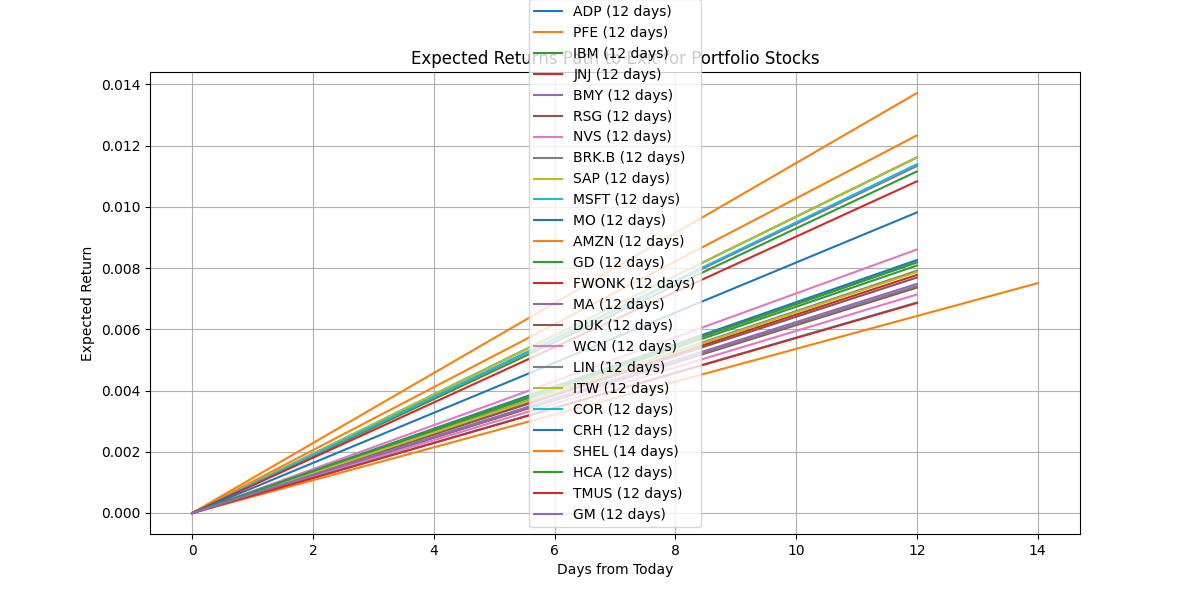 Expected Returns Path to Exit for Portfolio Stocks
ADP (12 days)
PFE (12 days)
IBM (12 days)
JNJ (12 days)
BMY (12 days)
RSG (12 days)
NVS (12 days)
BRK.B (12 days)
SAP (12 days)
MSFT (12 days)
MO (12 days)
AMZN (12 days)
GD (12 days)
FWONK (12 days)
MA (12 days)
DUK (12 days)
WCN (12 days)
LIN (12 days)
ITW (12 days)
COR (12 days)
CRH (12 days)
SHEL (14 days)
HCA (12 days)
TMUS (12 days)
GM (12 days)
Expected Return
0.014
0.012
0.010
0.008
0.006
0.004
0.002
0.000
0 2 4 6 8 10 12 14
Days from Today